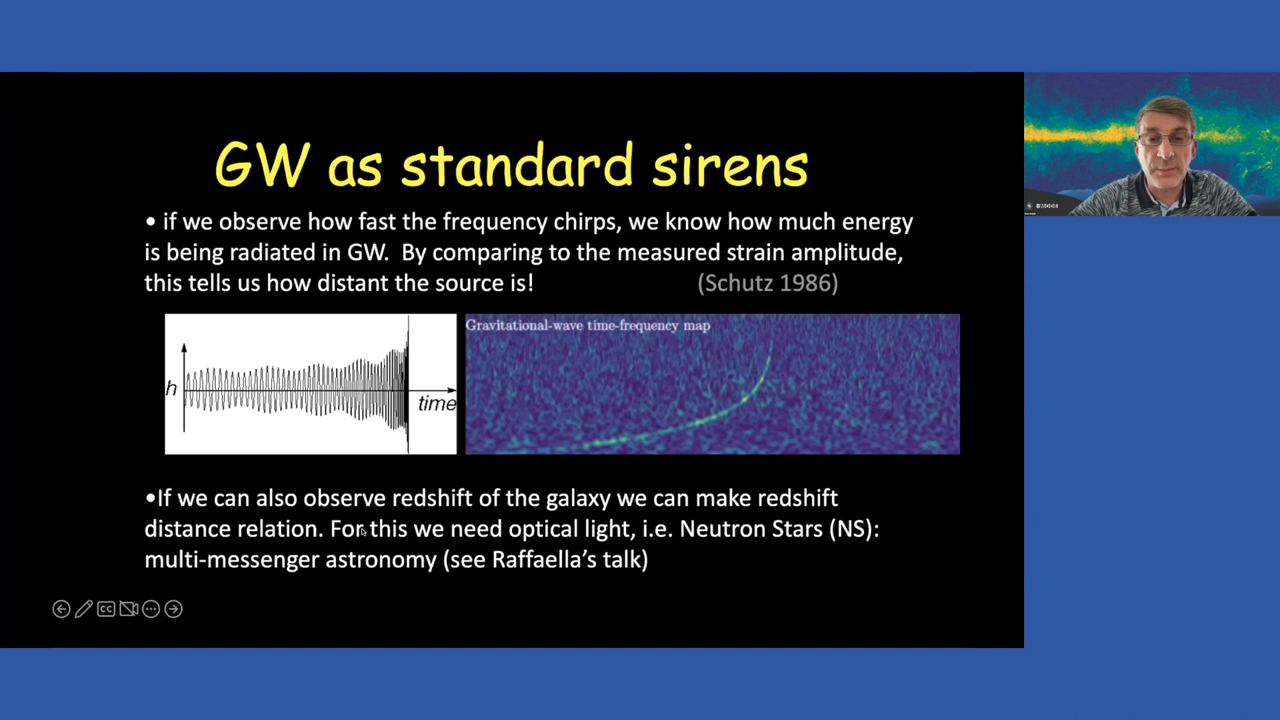 GW as standard sirens
• if we observe how fast the frequency chirps, we know how much energy
is being radiated in GW. By comparing to the measured strain amplitude,
this tells us how distant the source is! (Schutz 1986)
h
time
Gravitational-wave time-frequency map
•If we can also observe redshift of the galaxy we can make redshift
distance relation. For this we need optical light, i.e. Neutron Stars (NS):
multi-messenger astronomy (see Raffaella’s talk)
CC